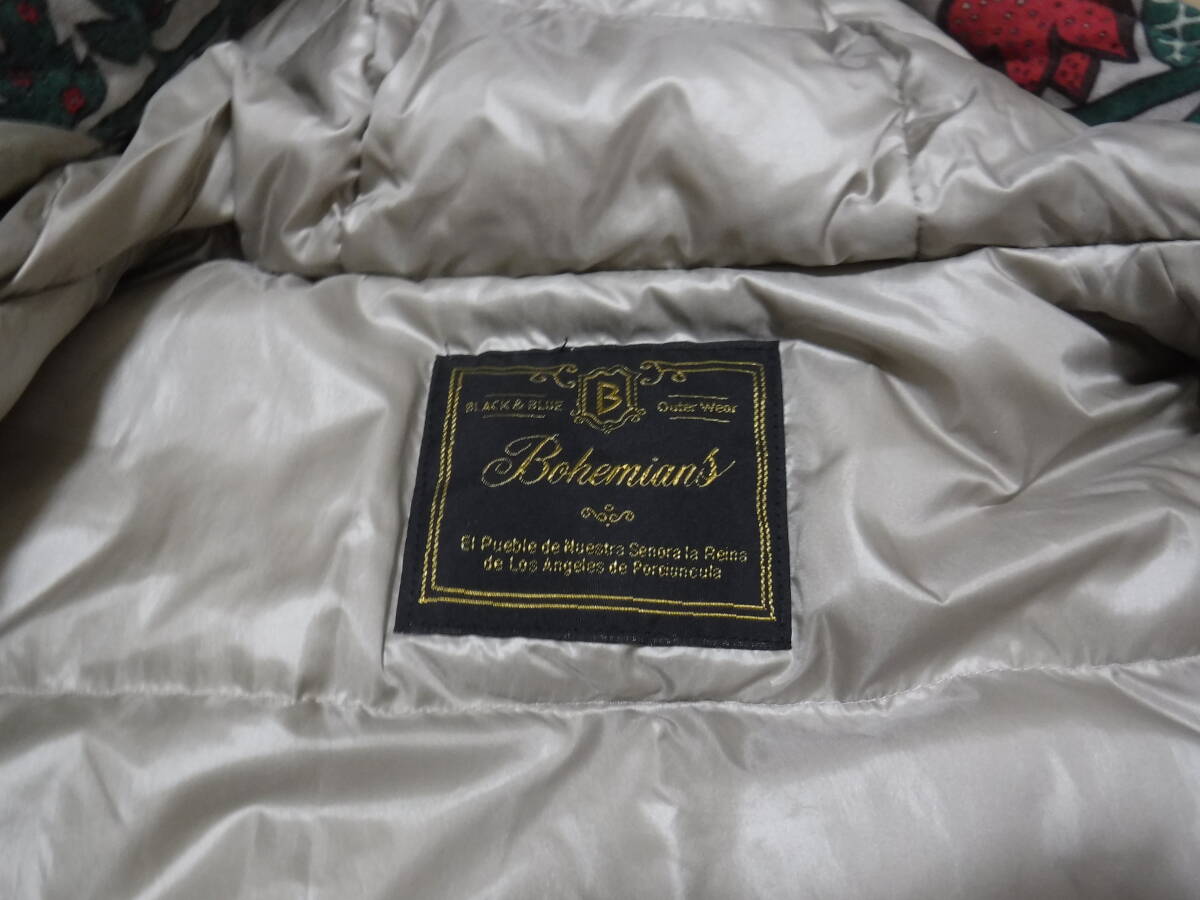 B
BLACK & BLUE Outer Wear
Bohemians
El Pueble de Nuestra Senora la Reina
de Los Angeles de Porciuncula